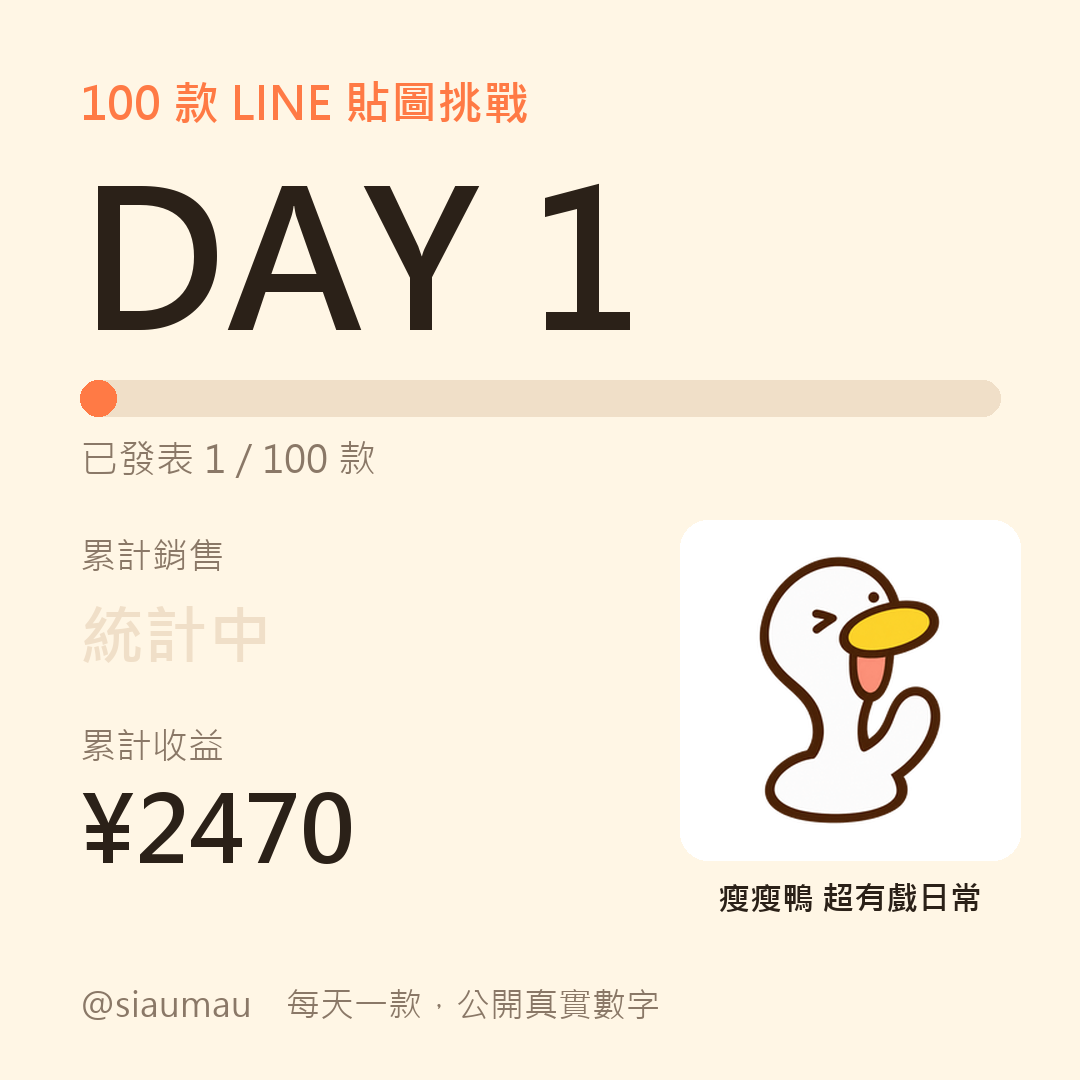 100 款 LINE 貼圖挑戰
DAY 1
已發表 1 / 100 款
累計銷售
統計中
累計收益
¥2470
瘦瘦鴨 超有戲日常
@siaumau 每天一款，公開真實數字